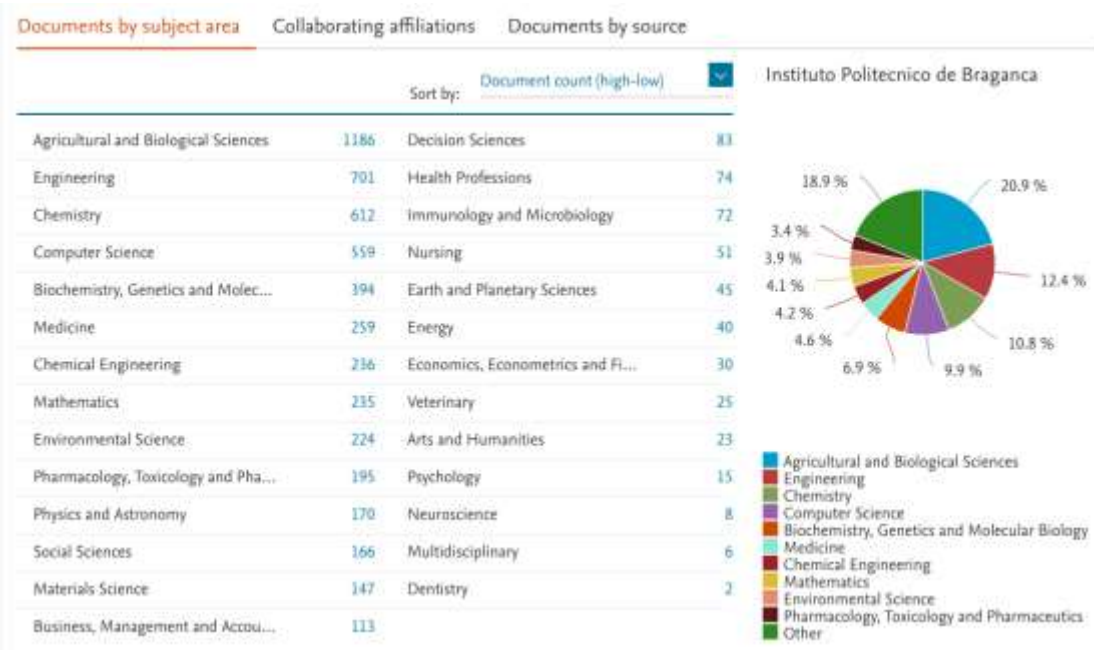 Documents by subject area Collaborating affiliations Documents by source
Sort by: Document count (high-low)
Agricultural and Biological Sciences 1186
Engineering 701
Chemistry 612
Computer Science 559
Biochemistry, Genetics and Molec... 394
Medicine 259
Chemical Engineering 236
Mathematics 235
Environmental Science 224
Pharmacology, Toxicology and Pha... 195
Physics and Astronomy 170
Social Sciences 166
Materials Science 147
Business, Management and Accou... 113
Decision Sciences 83
Health Professions 74
Immunology and Microbiology 72
Nursing 51
Earth and Planetary Sciences 45
Energy 40
Economics, Econometrics and Fi... 30
Veterinary 25
Arts and Humanities 23
Psychology 15
Neuroscience 8
Multidisciplinary 6
Dentistry 2
Instituto Politecnico de Braganca
18.9 %
20.9 %
3.4 %
3.9 %
4.1 %
12.4 %
4.2 %
4.6 %
10.8 %
6.9 %
9.9 %
Agricultural and Biological Sciences
Engineering
Chemistry
Computer Science
Biochemistry, Genetics and Molecular Biology
Medicine
Chemical Engineering
Mathematics
Environmental Science
Pharmacology, Toxicology and Pharmaceutics
Other